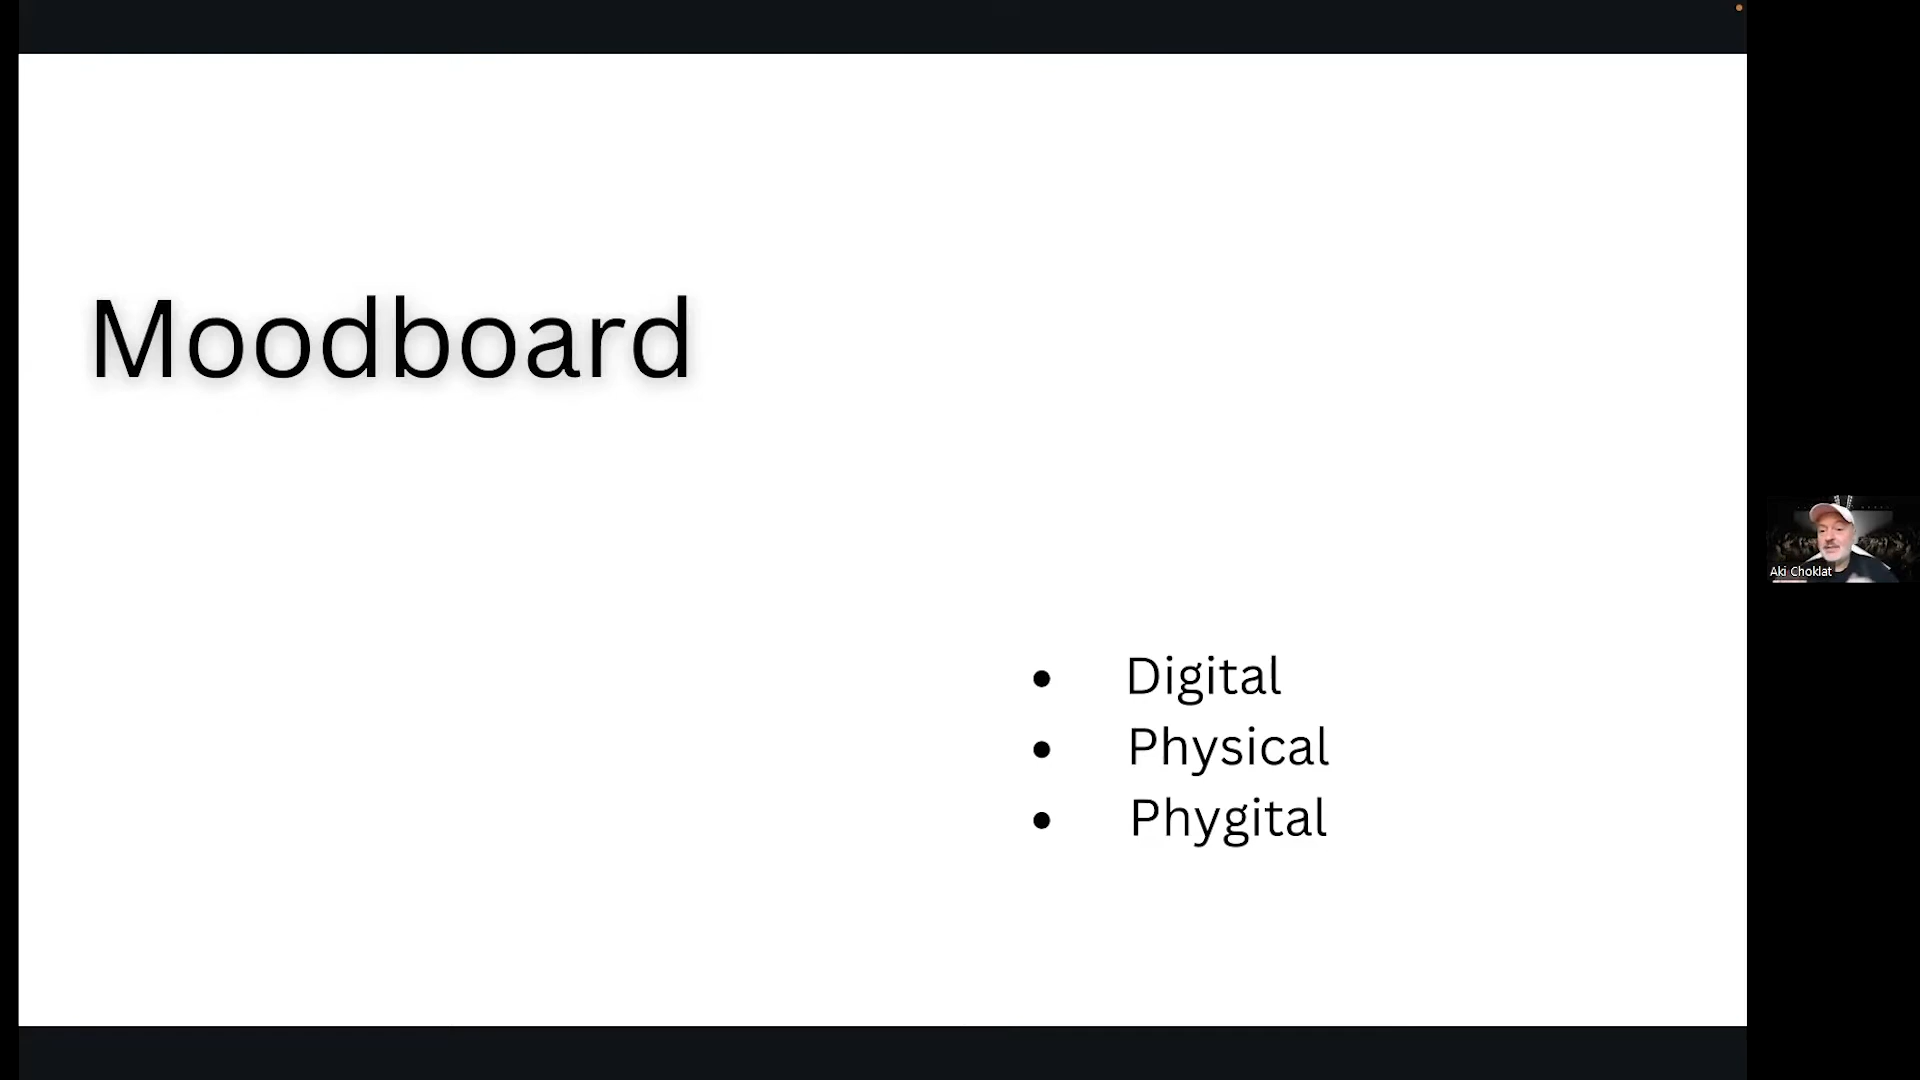 Moodboard
• Digital
• Physical
• Phygital
Aki Choklat